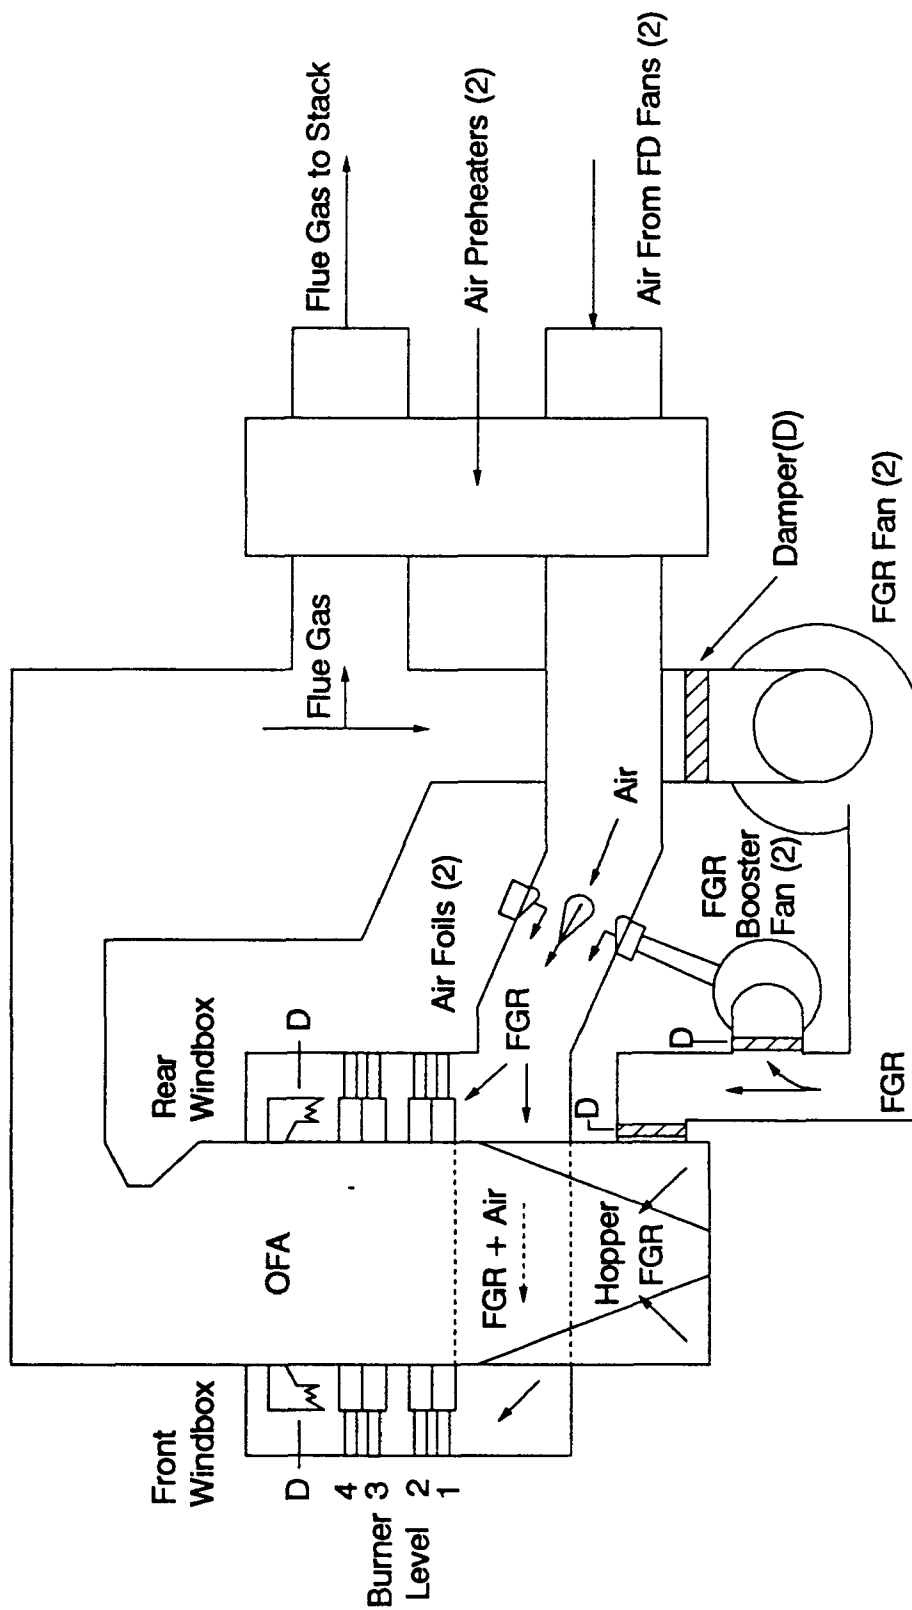 Front
Windbox
Rear
Windbox
Flue Gas to Stack
Flue Gas
Air Preheaters (2)
Air From FD Fans (2)
OFA
D
D
4
3
2
1
Burner
Level
Air Foils (2)
FGR
Air
FGR + Air
Hopper
FGR
D
D
FGR
FGR
Booster
Fan (2)
Damper(D)
FGR Fan (2)